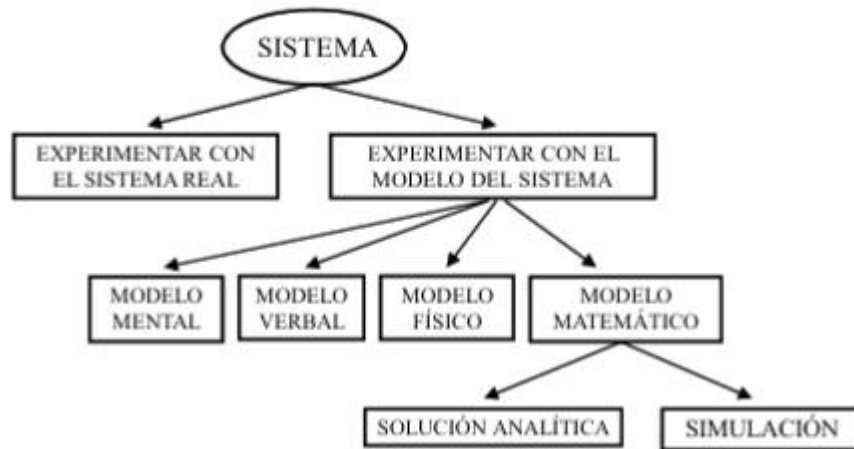 SISTEMA
EXPERIMENTAR CON
EL SISTEMA REAL
EXPERIMENTAR CON EL
MODELO DEL SISTEMA
MODELO
MENTAL
MODELO
VERBAL
MODELO
FÍSICO
MODELO
MATEMÁTICO
SOLUCIÓN ANALÍTICA
SIMULACIÓN